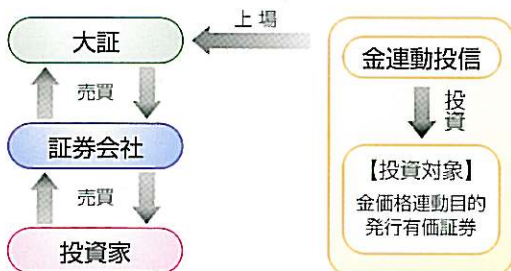 上場
大証
金連動投信
売買
投資
証券会社
【投資対象】
金価格連動目的
発行有価証券
売買
投資家